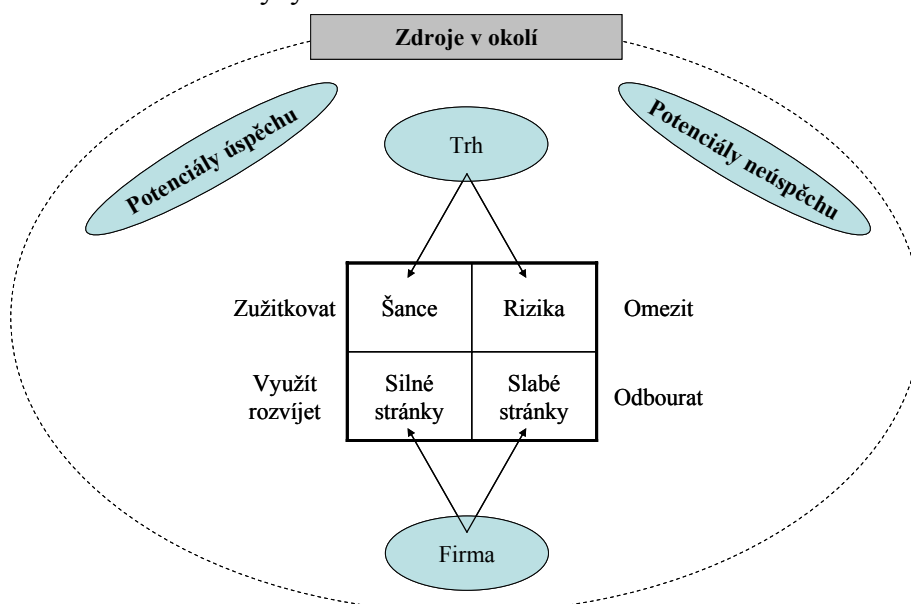 Zdroje v okolí
Potenciály úspěchu
Potenciály neúspěchu
Trh
Zužitkovat
Šance
Rizika
Omezit
Využít
rozvíjet
Silné
stránky
Slabé
stránky
Odbourat
Firma